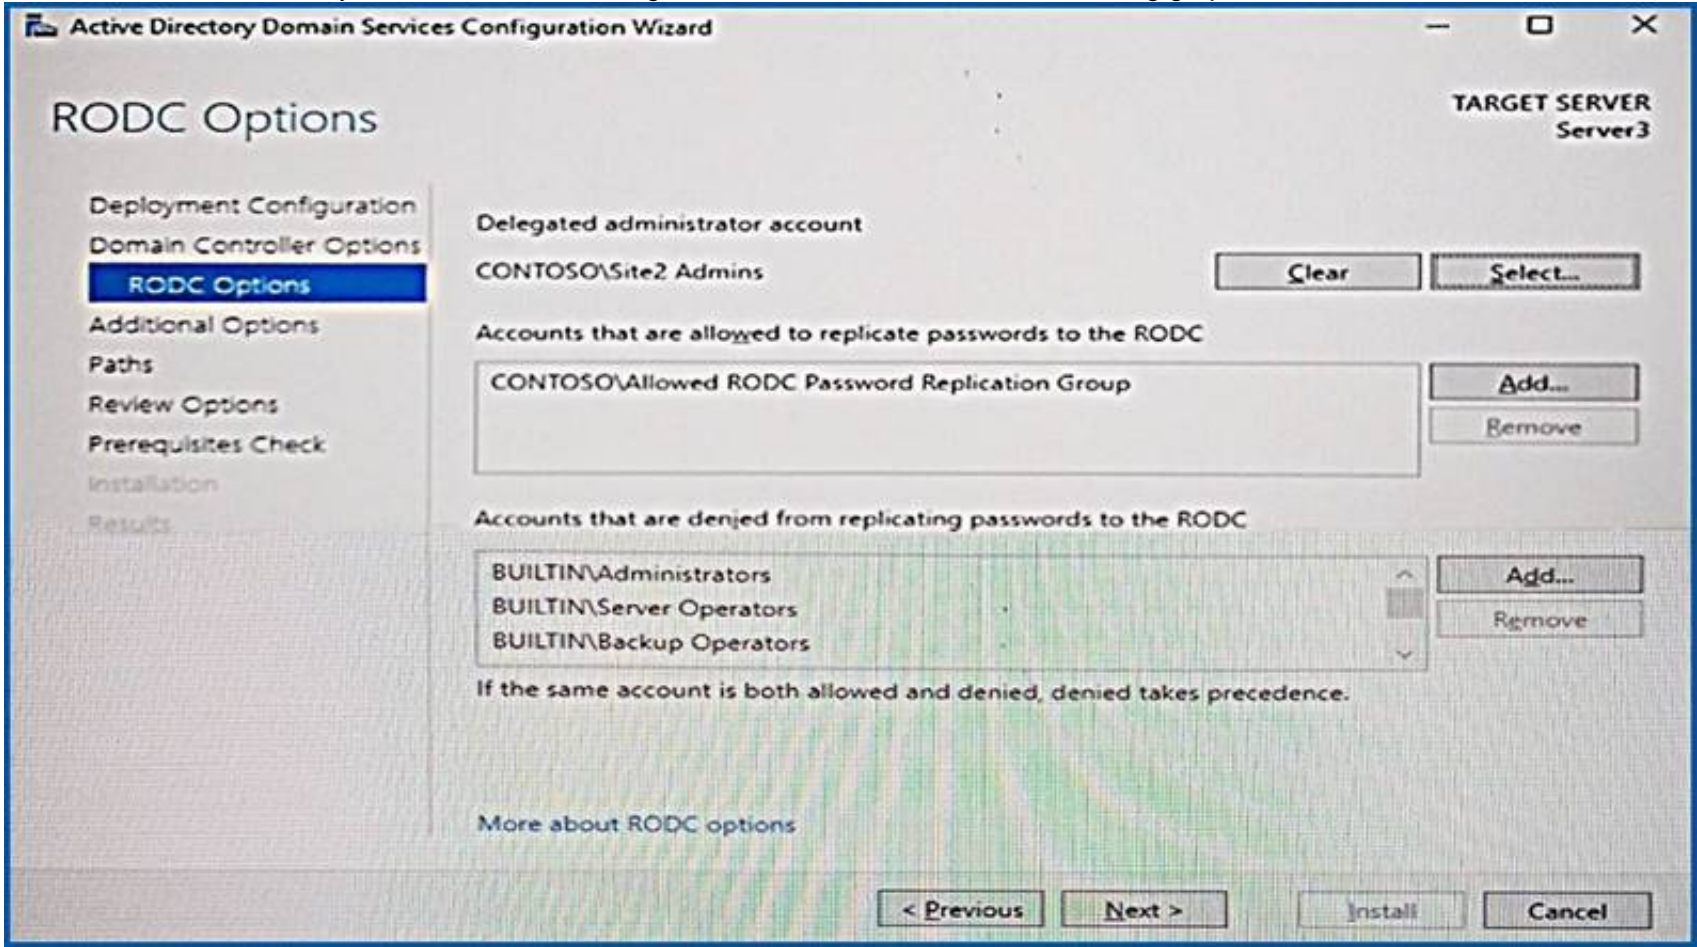 Active Directory Domain Services Configuration Wizard
RODC Options
TARGET SERVER
Server3
Deployment Configuration
Domain Controller Options
RODC Options
Additional Options
Paths
Review Options
Prerequisites Check
Installation
Results
Delegated administrator account
CONTOSO\Site2 Admins
Clear
Select...
Accounts that are allowed to replicate passwords to the RODC
CONTOSO\Allowed RODC Password Replication Group
Add...
Remove
Accounts that are denied from replicating passwords to the RODC
BUILTIN\Administrators
BUILTIN\Server Operators
BUILTIN\Backup Operators
Add...
Remove
If the same account is both allowed and denied, denied takes precedence.
More about RODC options
< Previous
Next >
Install
Cancel